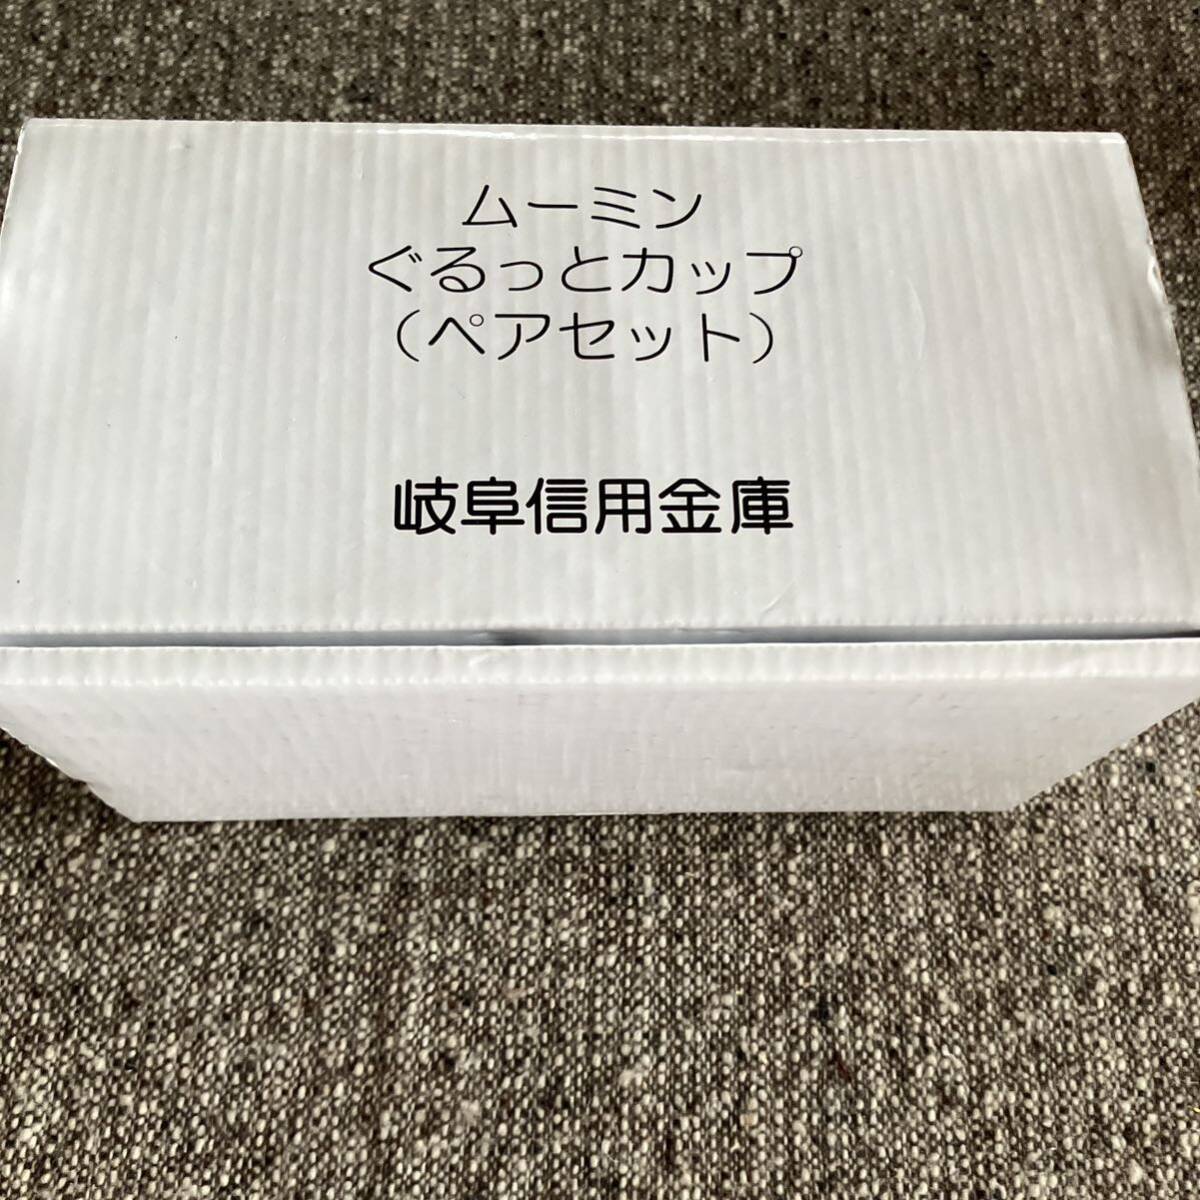 ムーミン
ぐるっとカップ
（ペアセット）
岐阜信用金庫